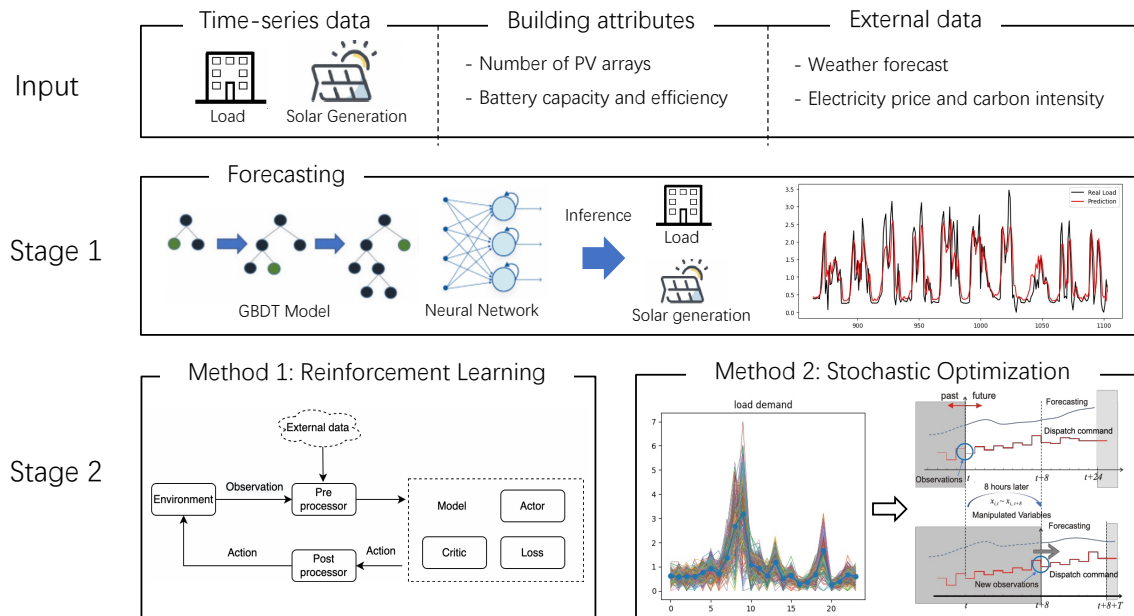 Input
Time-series data
Load
Solar Generation
Building attributes
- Number of PV arrays
- Battery capacity and efficiency
External data
- Weather forecast
- Electricity price and carbon intensity
Stage 1
Forecasting
GBDT Model
Neural Network
Inference
Load
Solar generation
Real Load
Prediction
3.5
3.0
2.5
2.0
1.5
1.0
0.5
0.0
900
950
1000
1050
1100
Stage 2
Method 1: Reinforcement Learning
External data
Environment
Observation
Pre
processor
Model
Actor
Critic
Loss
Action
Post
processor
Action
Method 2: Stochastic Optimization
load demand
7
6
5
4
3
2
1
0
0
5
10
15
20
past
future
Forecasting
Dispatch command
Observations
t
t+8
t+24
8 hours later
x_{i,t} ~ x_{i,t+8}
Manipulated Variables
Forecasting
Dispatch command
New observations
t
t+8
t+8+T